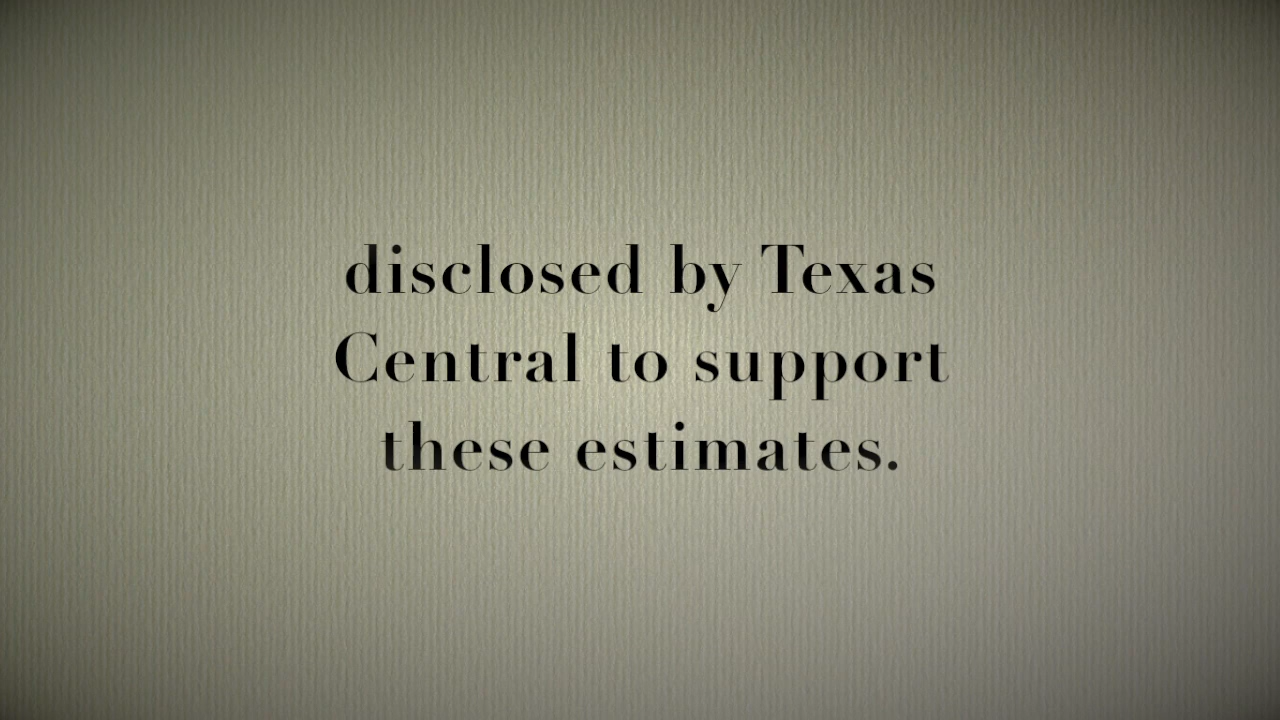 disclosed by Texas
Central to support
these estimates.